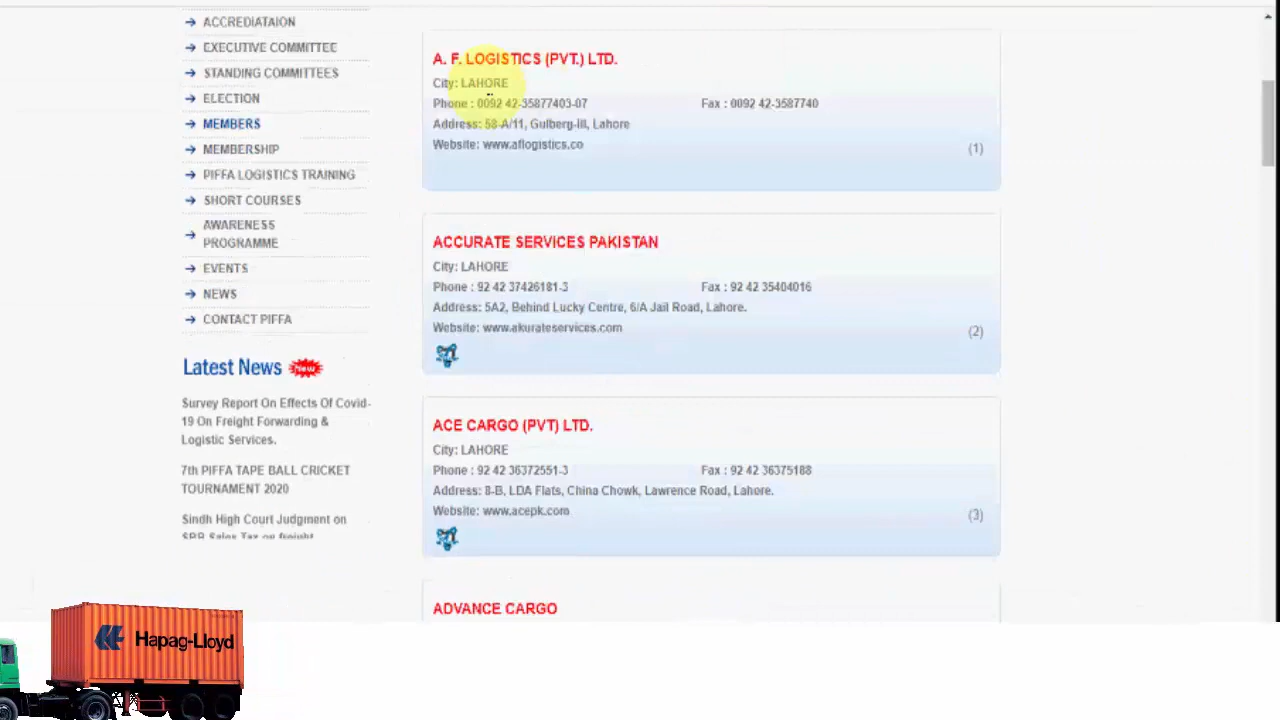 ACCREDIATAION
EXECUTIVE COMMITTEE
STANDING COMMITTEES
ELECTION
MEMBERS
MEMBERSHIP
PIFFA LOGISTICS TRAINING
SHORT COURSES
AWARENESS
PROGRAMME
EVENTS
NEWS
CONTACT PIFFA
Latest News New
Survey Report On Effects Of Covid-
19 On Freight Forwarding &
Logistic Services.
7th PIFFA TAPE BALL CRICKET
TOURNAMENT 2020
Sindh High Court Judgment on
SRB Sales Tax on freight
A. F. LOGISTICS (PVT.) LTD.
City: LAHORE
Phone : 0092 42-35877403-07 Fax : 0092 42-3587740
Address: 58-A/11, Gulberg-III, Lahore
Website: www.aflogistics.co
(1)
ACCURATE SERVICES PAKISTAN
City: LAHORE
Phone : 92 42 37426181-3 Fax : 92 42 35404016
Address: 5A2, Behind Lucky Centre, 6/A Jail Road, Lahore.
Website: www.akurateservices.com
(2)
ACE CARGO (PVT) LTD.
City: LAHORE
Phone : 92 42 36372551-3 Fax : 92 42 36375188
Address: 8-B, LDA Flats, China Chowk, Lawrence Road, Lahore.
Website: www.acepk.com
(3)
ADVANCE CARGO
Hapag-Lloyd